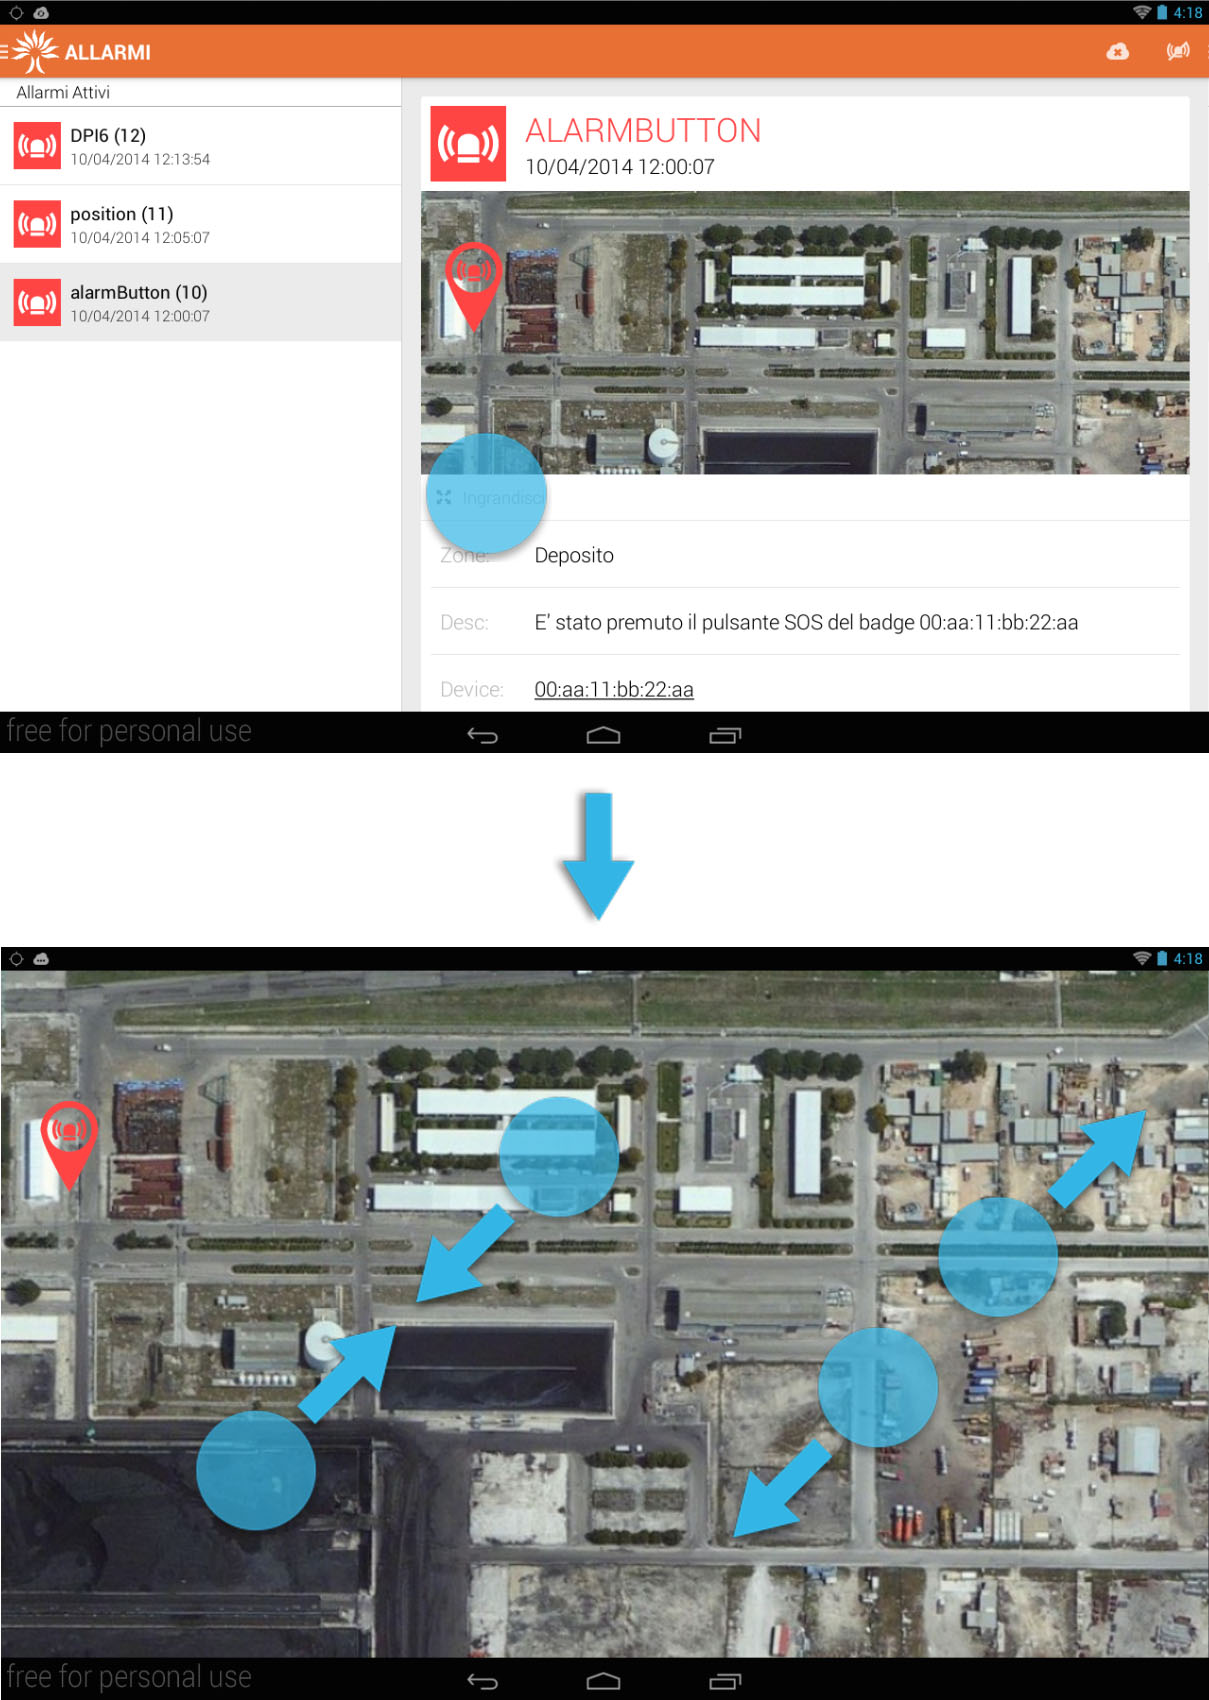 4:18
ALLARMI
Allarmi Attivi
DPI6 (12)
10/04/2014 12:13:54
position (11)
10/04/2014 12:05:07
alarmButton (10)
10/04/2014 12:00:07
ALARMBUTTON
10/04/2014 12:00:07
Ingrandisci
Zone: Deposito
Desc: E' stato premuto il pulsante SOS del badge 00:aa:11:bb:22:aa
Device: 00:aa:11:bb:22:aa
free for personal use
4:18
free for personal use